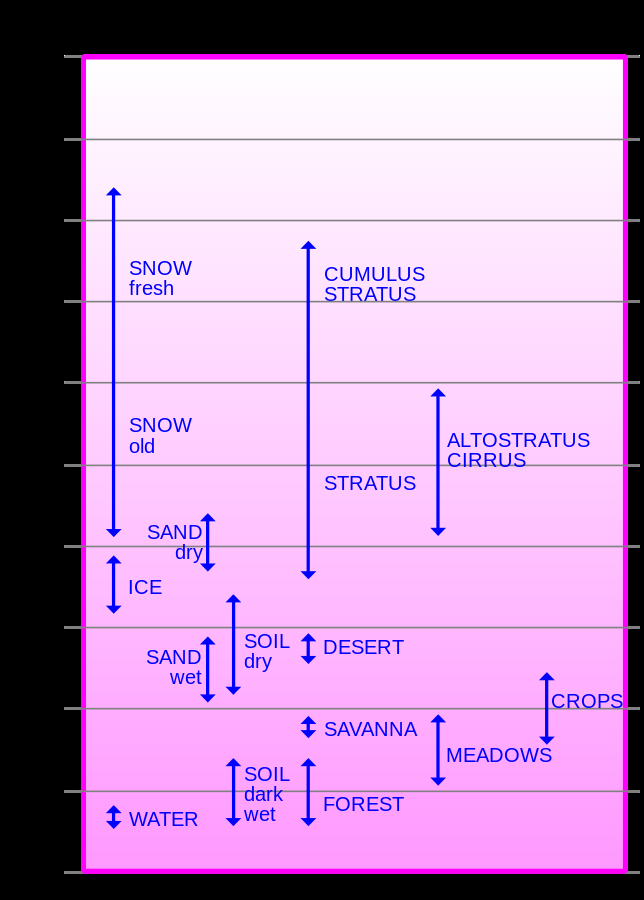 SNOW
fresh
CUMULUS
STRATUS
SNOW
old
ALTOSTRATUS
CIRRUS
STRATUS
SAND
dry
ICE
SOIL
dry
DESERT
SAND
wet
CROPS
SAVANNA
MEADOWS
SOIL
dark
wet
FOREST
WATER